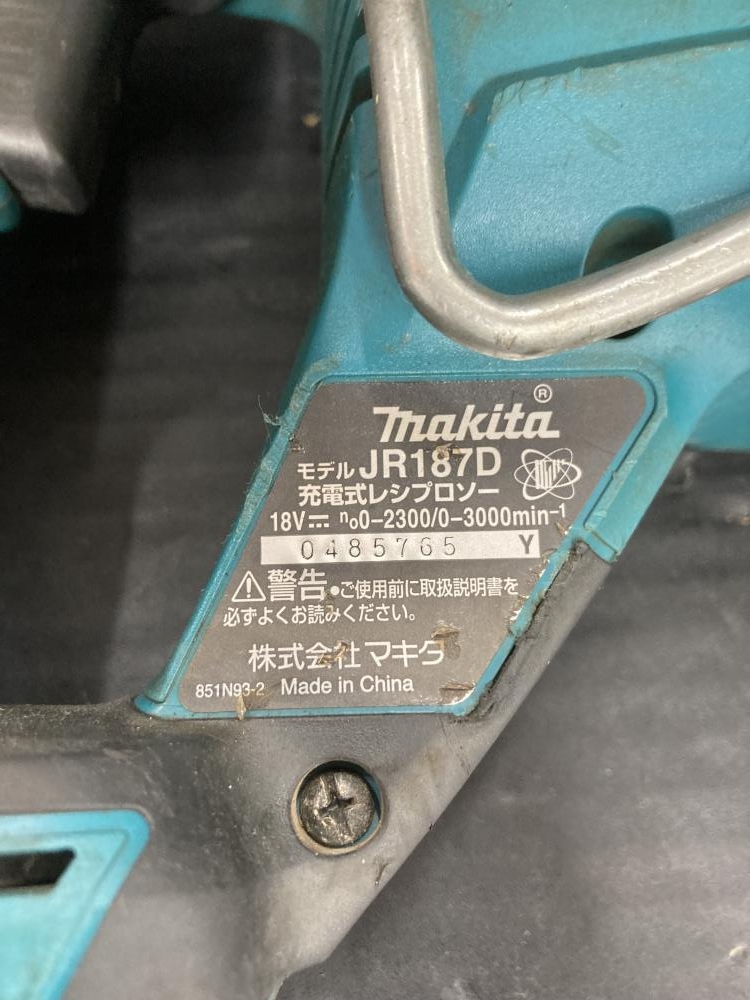 makita®
モデル JR187D
充電式レシプロソー
18V⎓ n₀0-2300/0-3000min⁻¹
0485765 Y
⚠警告•ご使用前に取扱説明書を
必ずよくお読みください。
株式会社マキタ
851N93-2 Made in China